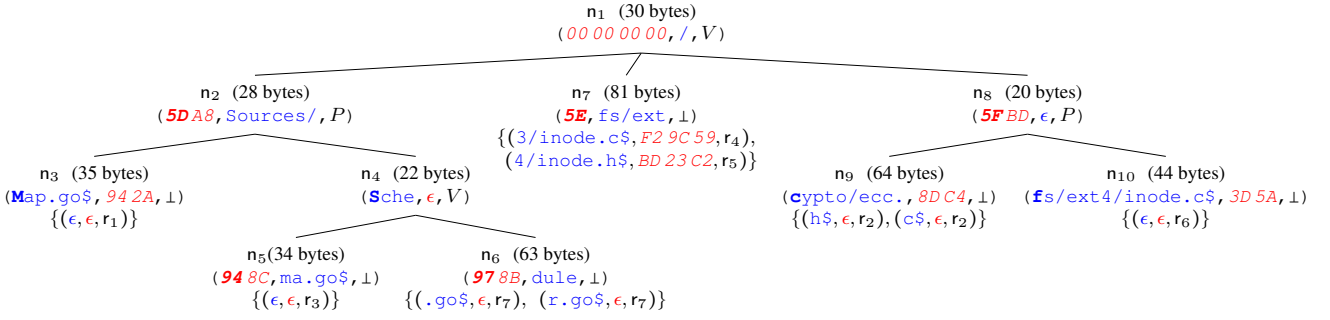 n₁ (30 bytes)
(00 00 00 00, /, V)
n₂ (28 bytes)
(5D A8, Sources/, P)
n₇ (81 bytes)
(5E, fs/ext, ⊥)
{(3/inode.c$, F2 9C 59, r₄),
(4/inode.h$, BD 23 C2, r₅)}
n₈ (20 bytes)
(5F BD, ϵ, P)
n₃ (35 bytes)
(Map.go$, 94 2A, ⊥)
{(ϵ, ϵ, r₁)}
n₄ (22 bytes)
(Sche, ϵ, V)
n₉ (64 bytes)
(cypto/ecc., 8D C4, ⊥)
{(h$, ϵ, r₂), (c$, ϵ, r₂)}
n₁₀ (44 bytes)
(fs/ext4/inode.c$, 3D 5A, ⊥)
{(ϵ, ϵ, r₆)}
n₅(34 bytes)
(94 8C, ma.go$, ⊥)
{(ϵ, ϵ, r₃)}
n₆ (63 bytes)
(97 8B, dule, ⊥)
{(.go$, ϵ, r₇), (r.go$, ϵ, r₇)}